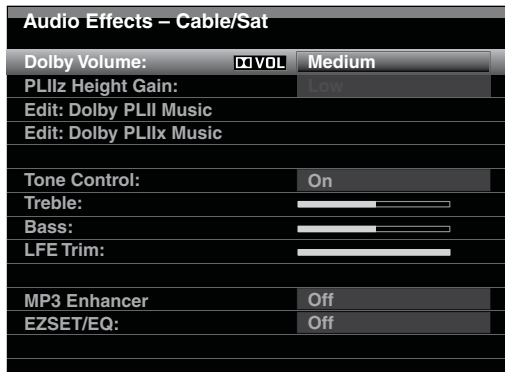 Audio Effects – Cable/Sat
Dolby Volume: VOL Medium
PLIIz Height Gain: Low
Edit: Dolby PLII Music
Edit: Dolby PLIIx Music
Tone Control: On
Treble:
Bass:
LFE Trim:
MP3 Enhancer Off
EZSET/EQ: Off